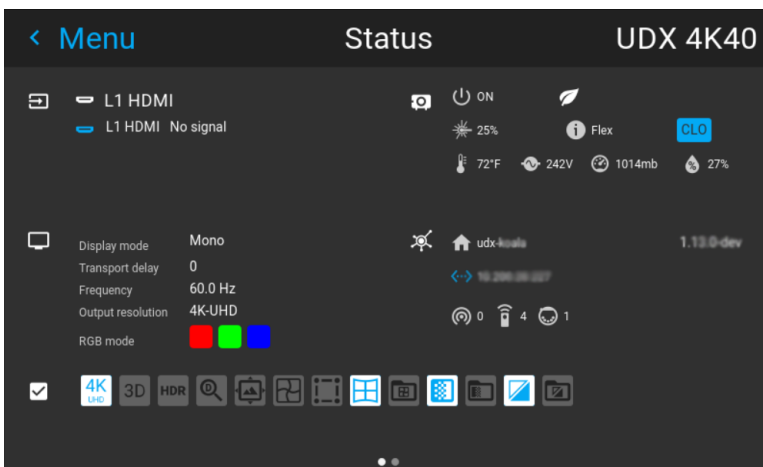 Menu
Status
UDX 4K40
L1 HDMI
L1 HDMI No signal
ON
25%
Flex
CLO
72°F
242V
1014mb
27%
Display mode Mono
Transport delay 0
Frequency 60.0 Hz
Output resolution 4K-UHD
RGB mode
udx-
0
4
1
4K
UHD
3D
HDR
D